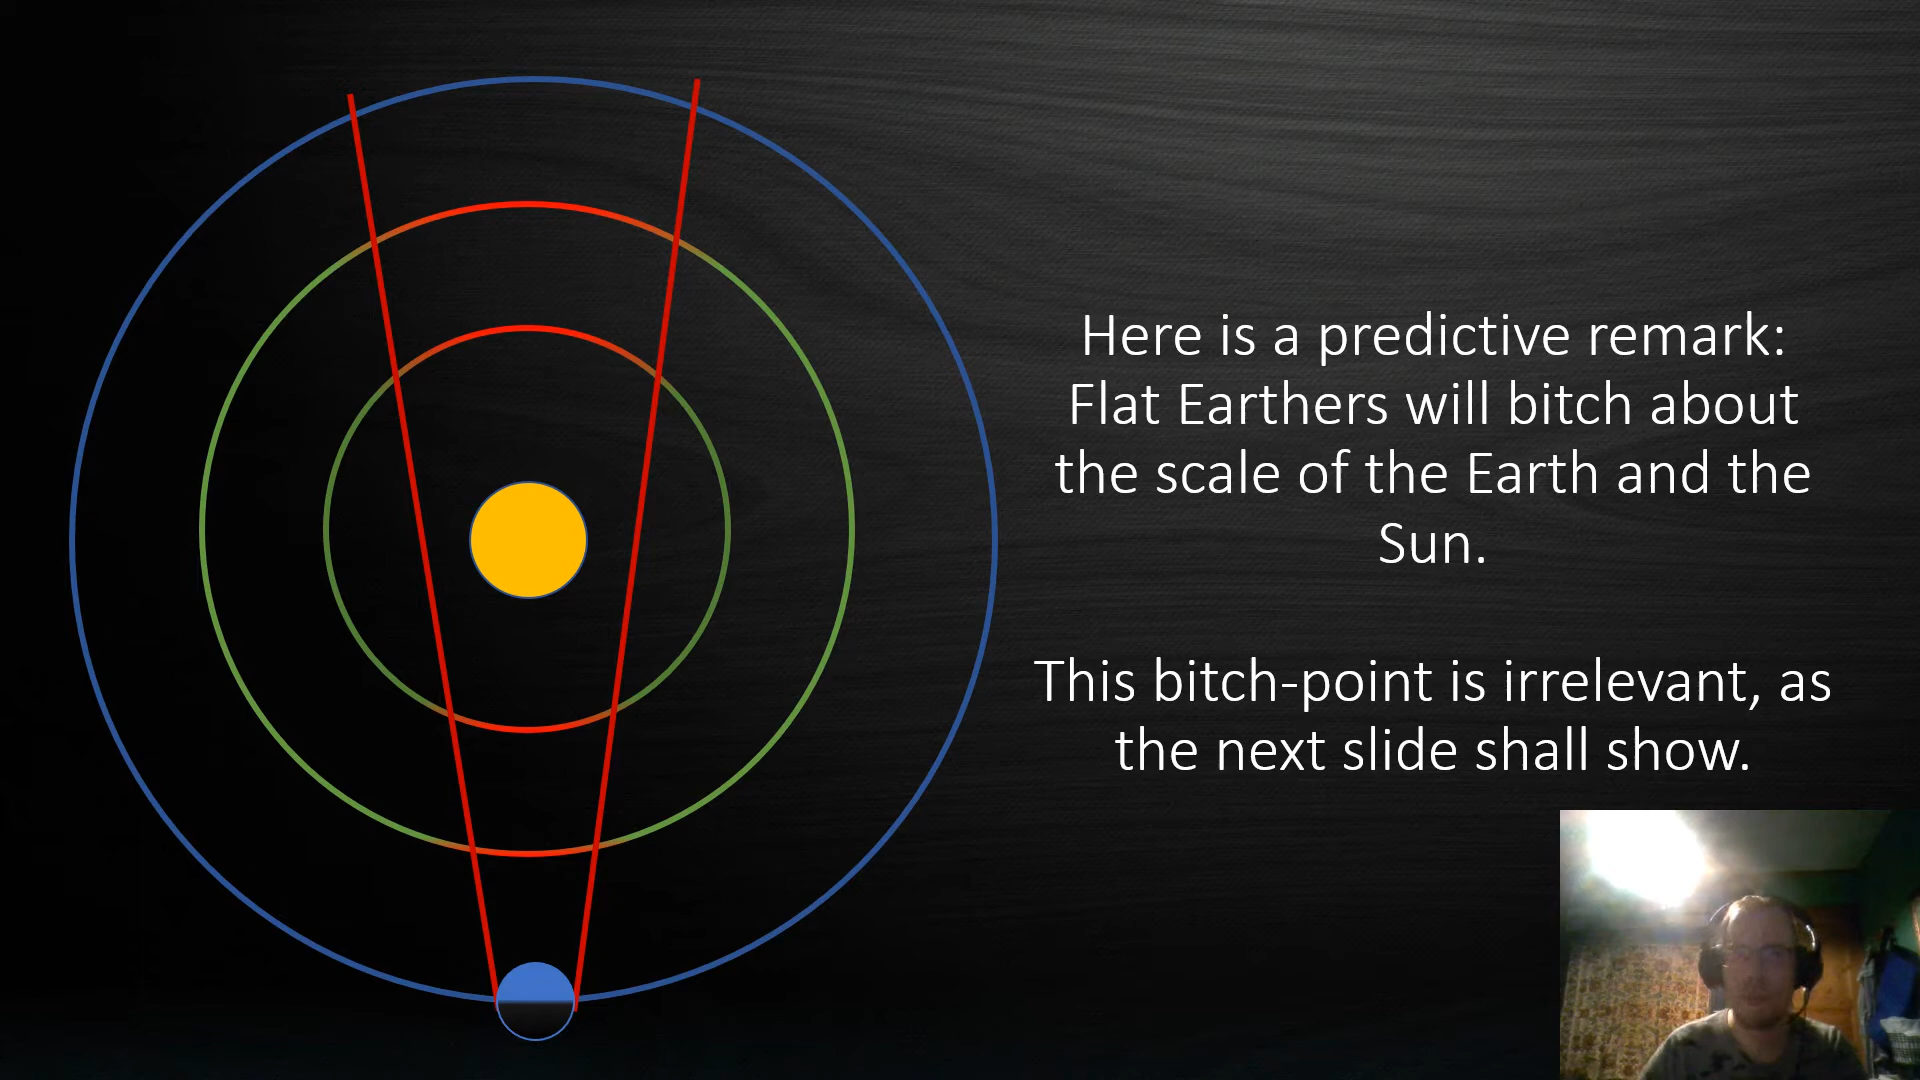 Here is a predictive remark:
Flat Earthers will bitch about
the scale of the Earth and the
Sun.
This bitch-point is irrelevant, as
the next slide shall show.